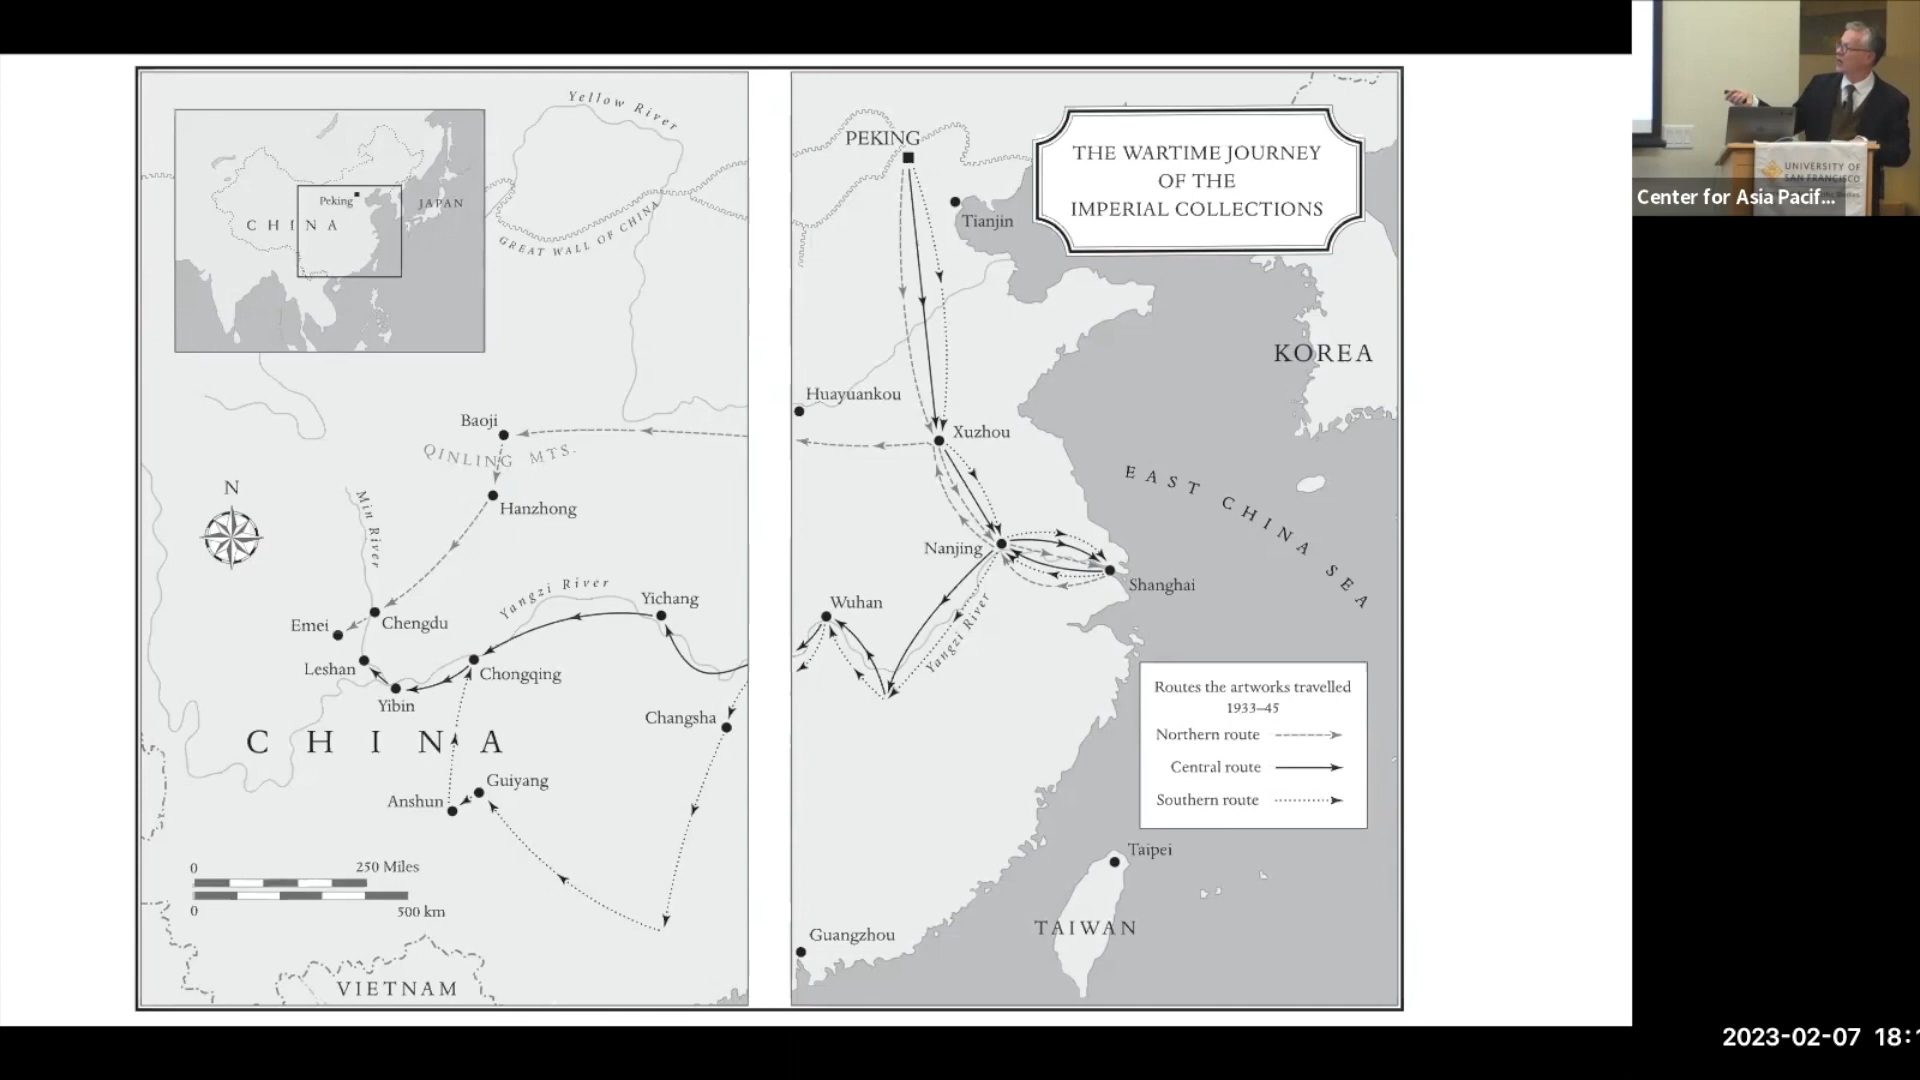 Yellow River
Peking
CHINA
JAPAN
GREAT WALL OF CHINA
Baoji
QINLING MTS.
N
Min River
Hanzhong
Yangzi River
Yichang
Emei
Chengdu
Leshan
Chongqing
Yibin
Changsha
CHINA
Guiyang
Anshun
0
250 Miles
0
500 km
VIETNAM
PEKING
THE WARTIME JOURNEY
OF THE
IMPERIAL COLLECTIONS
Tianjin
KOREA
Huayuankou
Xuzhou
EAST CHINA SEA
Nanjing
Shanghai
Wuhan
Yangzi River
Routes the artworks travelled
1933–45
Northern route
Central route
Southern route
Taipei
TAIWAN
Guangzhou
UNIVERSITY OF
SAN FRANCISCO
Center for Asia Pacif...
2023-02-07 18: